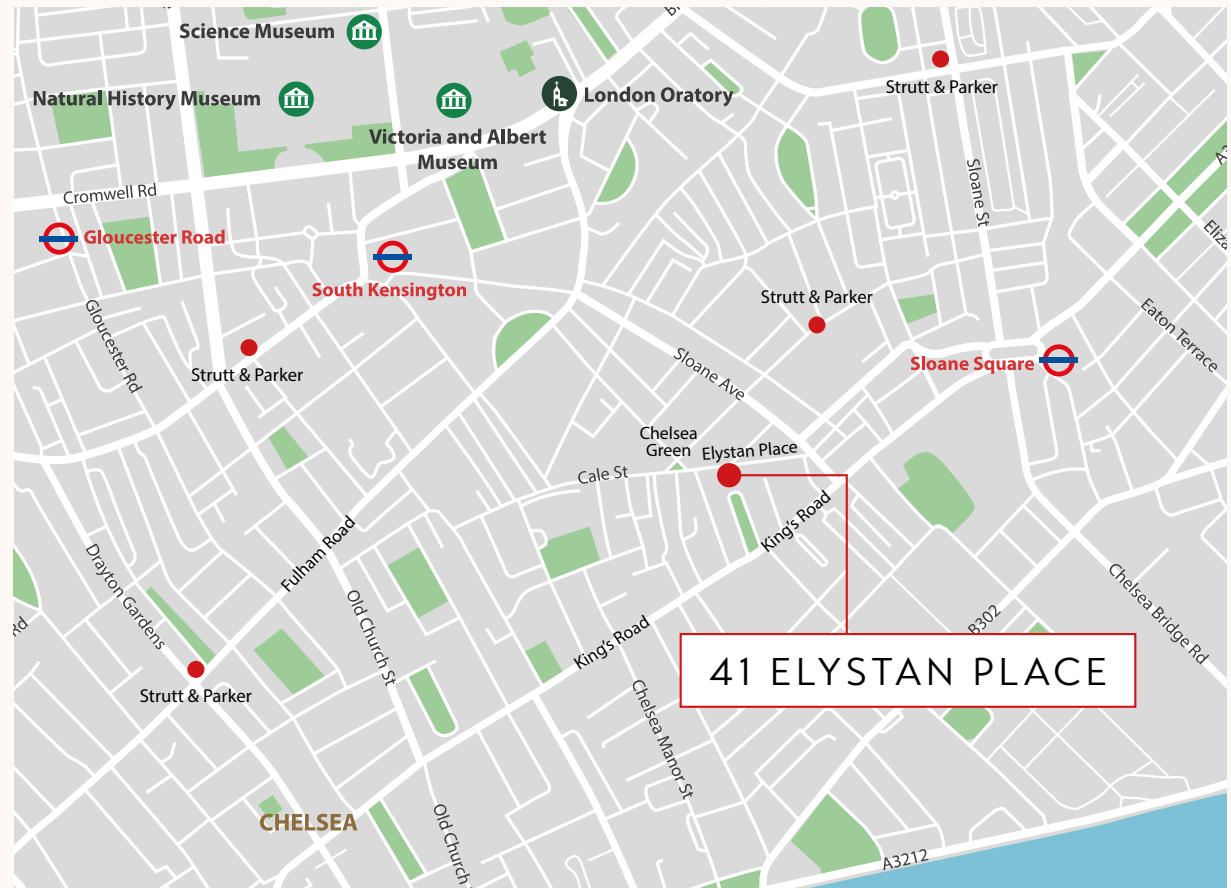 Science Museum
Natural History Museum
Victoria and Albert
Museum
London Oratory
Strutt & Parker
Cromwell Rd
Sloane St
Gloucester Road
South Kensington
Gloucester Rd
Strutt & Parker
Strutt & Parker
Sloane Ave
Sloane Square
Eaton Terrace
Chelsea
Green
Elystan Place
Cale St
King's Road
Fulham Road
Drayton Gardens
Old Church St
Strutt & Parker
King's Road
Chelsea Manor St
B302
Chelsea Bridge Rd
41 ELYSTAN PLACE
CHELSEA
Old Church
A3212